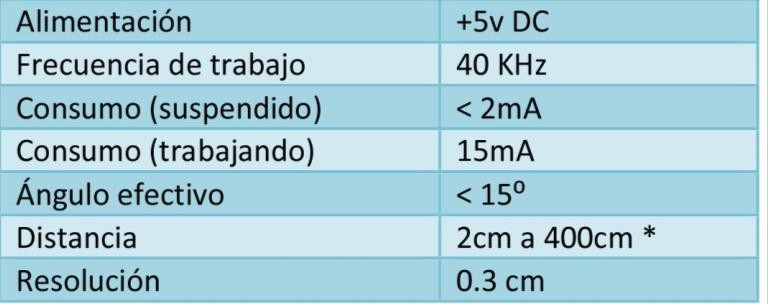 Alimentación +5v DC
Frecuencia de trabajo 40 KHz
Consumo (suspendido) < 2mA
Consumo (trabajando) 15mA
Ángulo efectivo < 15º
Distancia 2cm a 400cm *
Resolución 0.3 cm